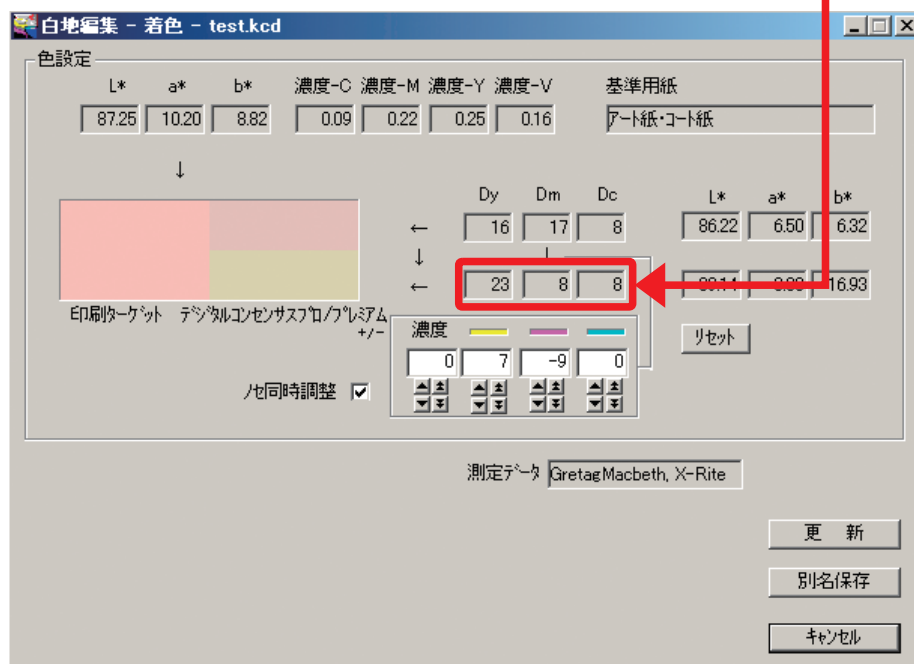 白地編集 - 着色 - test.kcd
色設定
L* a* b* 濃度-C 濃度-M 濃度-Y 濃度-V 基準用紙
87.25 10.20 8.82 0.09 0.22 0.25 0.16 アート紙・コート紙
↓
Dy Dm Dc L* a* b*
← 16 17 8 86.22 6.50 6.32
↓ ↓
← 23 8 8 16.93
印刷ターゲット デジタルコンセンサスプロ/プレミアム
+/-
濃度
リセット
0 7 -9 0
ノセ同時調整
測定データ GretagMacbeth, X-Rite
更 新
別名保存
キャンセル